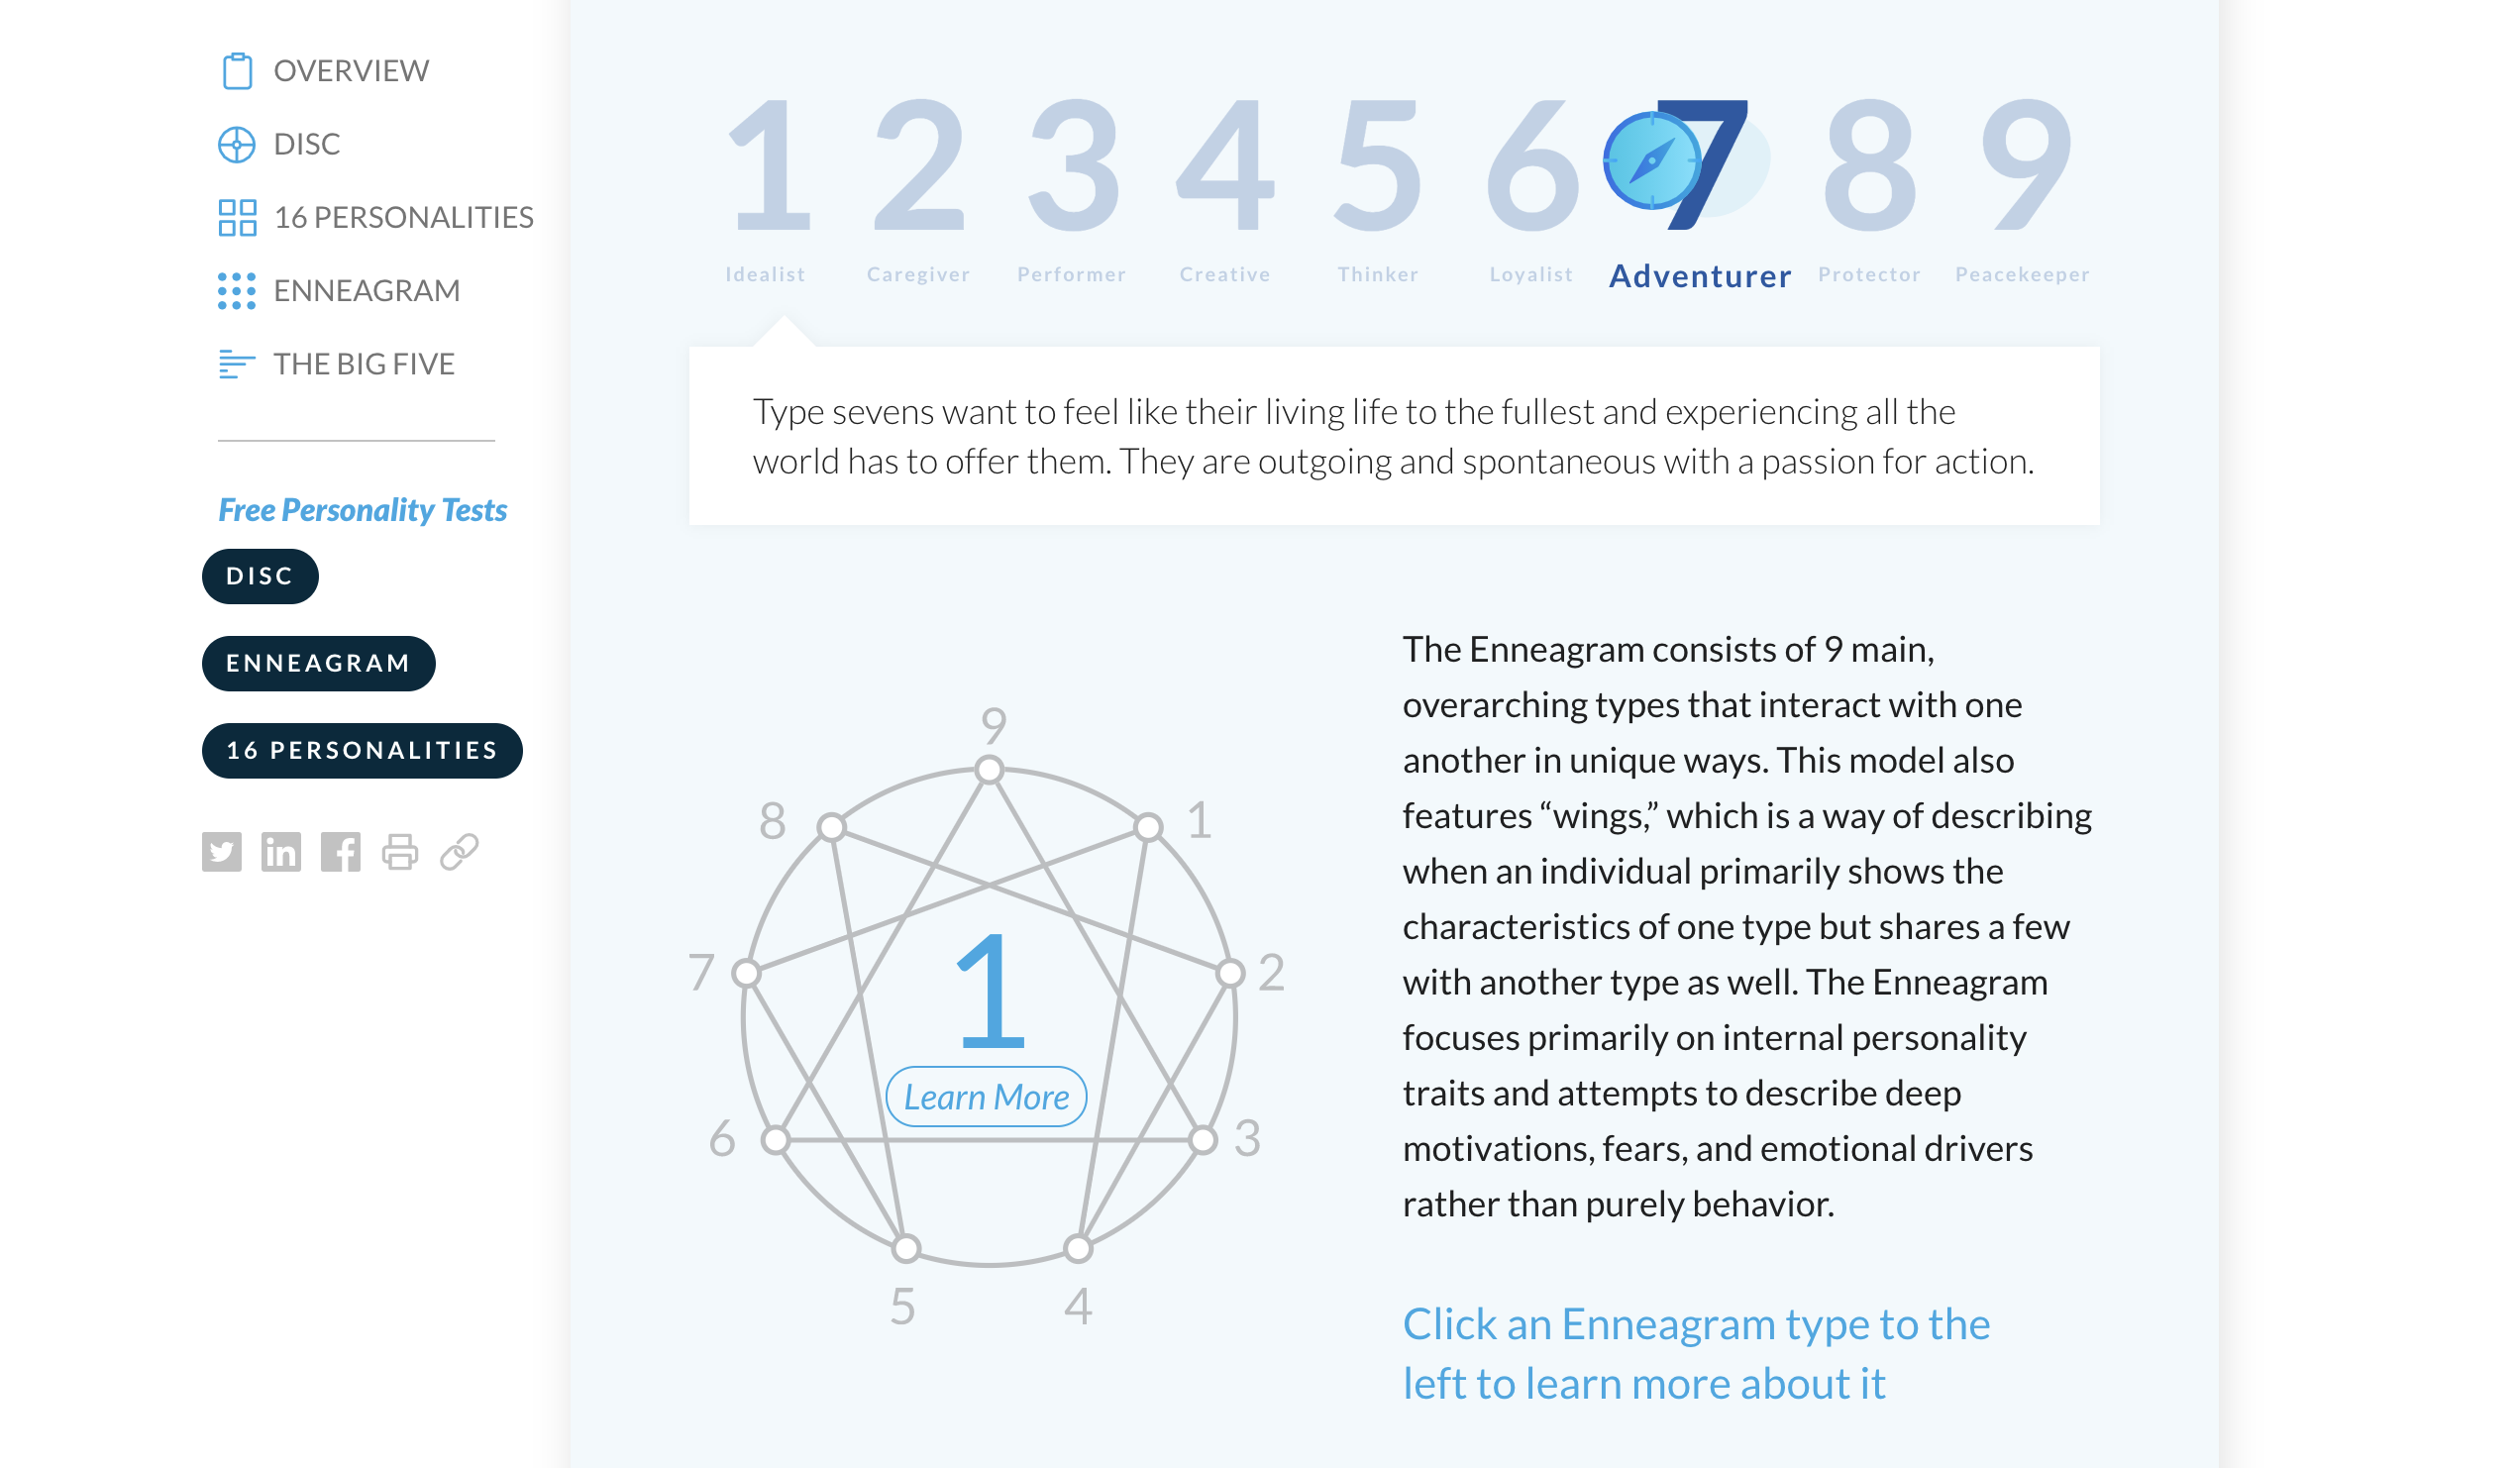 OVERVIEW
DISC
16 PERSONALITIES
ENNEAGRAM
THE BIG FIVE
Free Personality Tests
DISC
ENNEAGRAM
16 PERSONALITIES
1 2 3 4 5 6 7 8 9
Idealist Caregiver Performer Creative Thinker Loyalist Adventurer Protector Peacekeeper
Type sevens want to feel like their living life to the fullest and experiencing all the
world has to offer them. They are outgoing and spontaneous with a passion for action.
9
8 1
7 2
1
Learn More
6 3
5 4
The Enneagram consists of 9 main,
overarching types that interact with one
another in unique ways. This model also
features “wings,” which is a way of describing
when an individual primarily shows the
characteristics of one type but shares a few
with another type as well. The Enneagram
focuses primarily on internal personality
traits and attempts to describe deep
motivations, fears, and emotional drivers
rather than purely behavior.
Click an Enneagram type to the
left to learn more about it